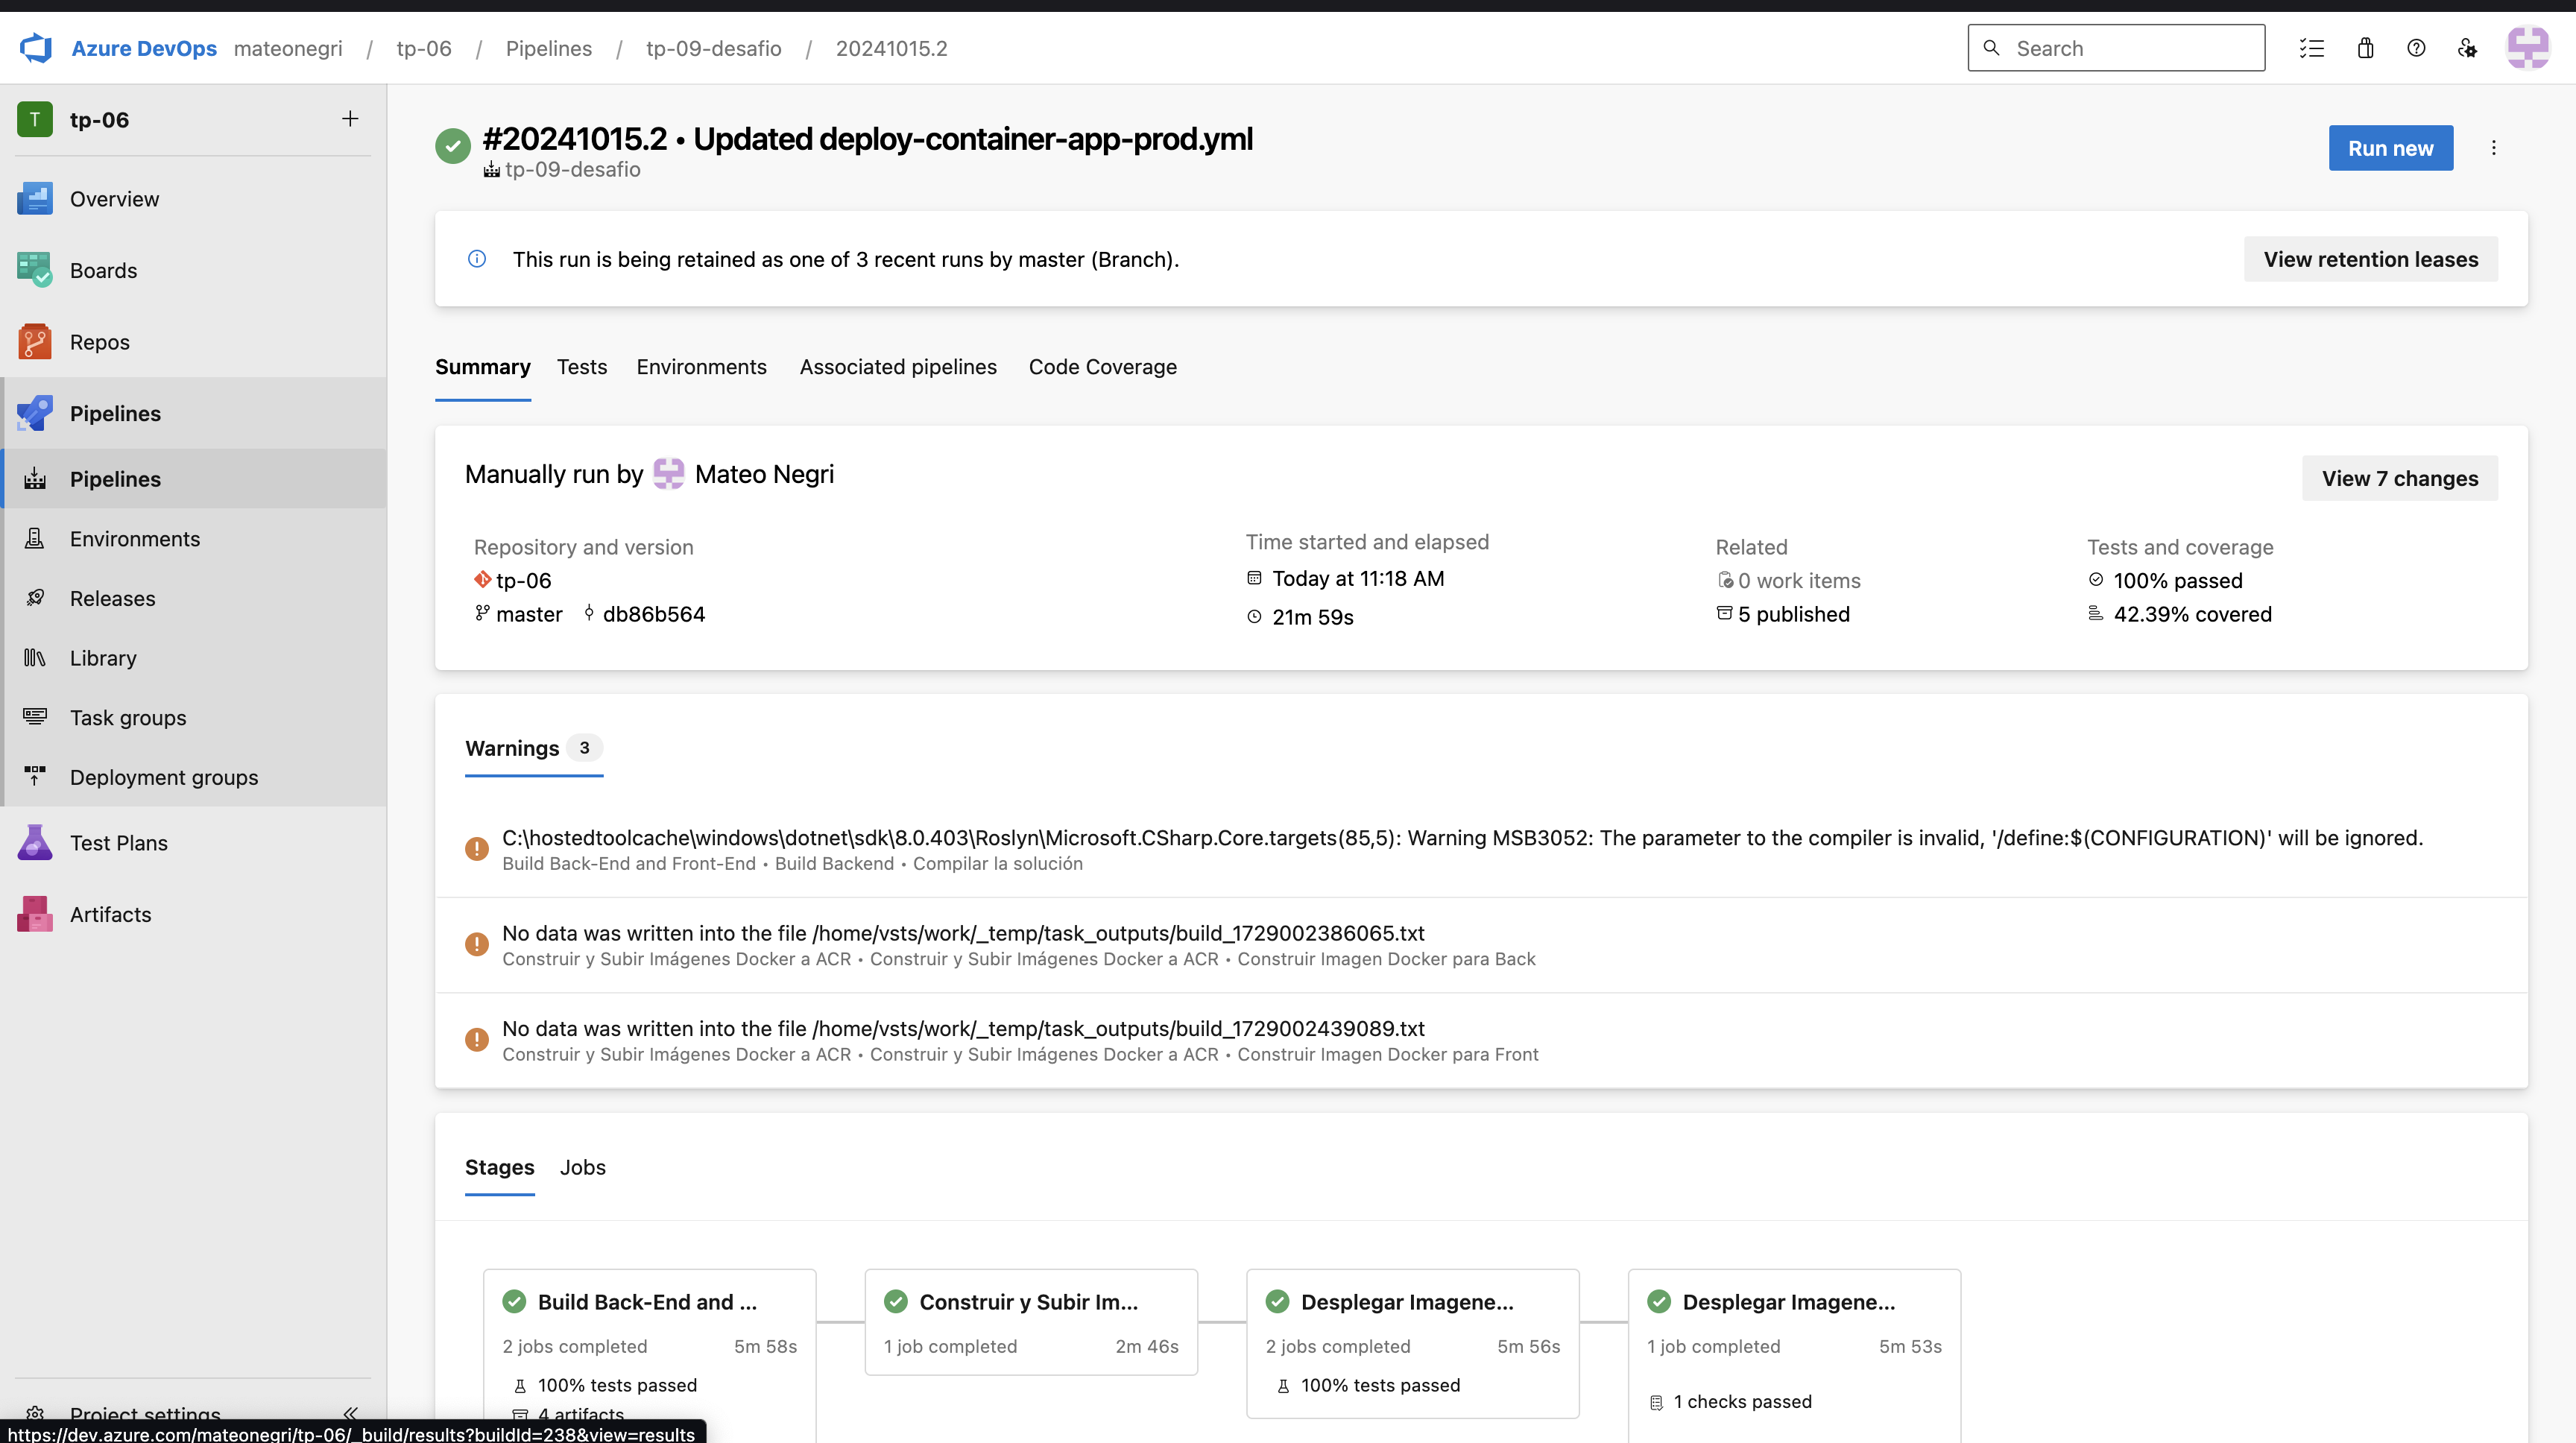 Azure DevOps mateonegri / tp-06 / Pipelines / tp-09-desafio / 20241015.2
Search
T tp-06
Overview
Boards
Repos
Pipelines
Pipelines
Environments
Releases
Library
Task groups
Deployment groups
Test Plans
Artifacts
Project settings
https://dev.azure.com/mateonegri/tp-06/_build/results?buildId=238&view=results
#20241015.2 • Updated deploy-container-app-prod.yml
tp-09-desafio
Run new
This run is being retained as one of 3 recent runs by master (Branch).
View retention leases
Summary Tests Environments Associated pipelines Code Coverage
Manually run by Mateo Negri
View 7 changes
Repository and version
tp-06
master db86b564
Time started and elapsed
Today at 11:18 AM
21m 59s
Related
0 work items
5 published
Tests and coverage
100% passed
42.39% covered
Warnings 3
C:\hostedtoolcache\windows\dotnet\sdk\8.0.403\Roslyn\Microsoft.CSharp.Core.targets(85,5): Warning MSB3052: The parameter to the compiler is invalid, '/define:$(CONFIGURATION)' will be ignored.
Build Back-End and Front-End • Build Backend • Compilar la solución
No data was written into the file /home/vsts/work/_temp/task_outputs/build_1729002386065.txt
Construir y Subir Imágenes Docker a ACR • Construir y Subir Imágenes Docker a ACR • Construir Imagen Docker para Back
No data was written into the file /home/vsts/work/_temp/task_outputs/build_1729002439089.txt
Construir y Subir Imágenes Docker a ACR • Construir y Subir Imágenes Docker a ACR • Construir Imagen Docker para Front
Stages Jobs
Build Back-End and ...
2 jobs completed 5m 58s
100% tests passed
4 artifacts
Construir y Subir Im...
1 job completed 2m 46s
Desplegar Imagene...
2 jobs completed 5m 56s
100% tests passed
Desplegar Imagene...
1 job completed 5m 53s
1 checks passed